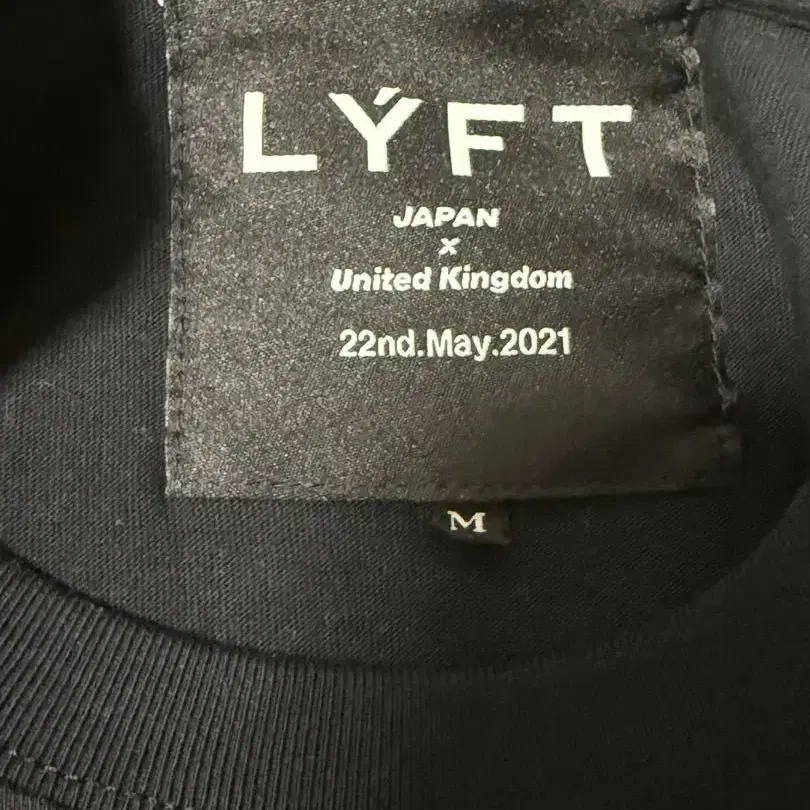 LÝFT
JAPAN
x
United Kingdom
22nd.May.2021
M